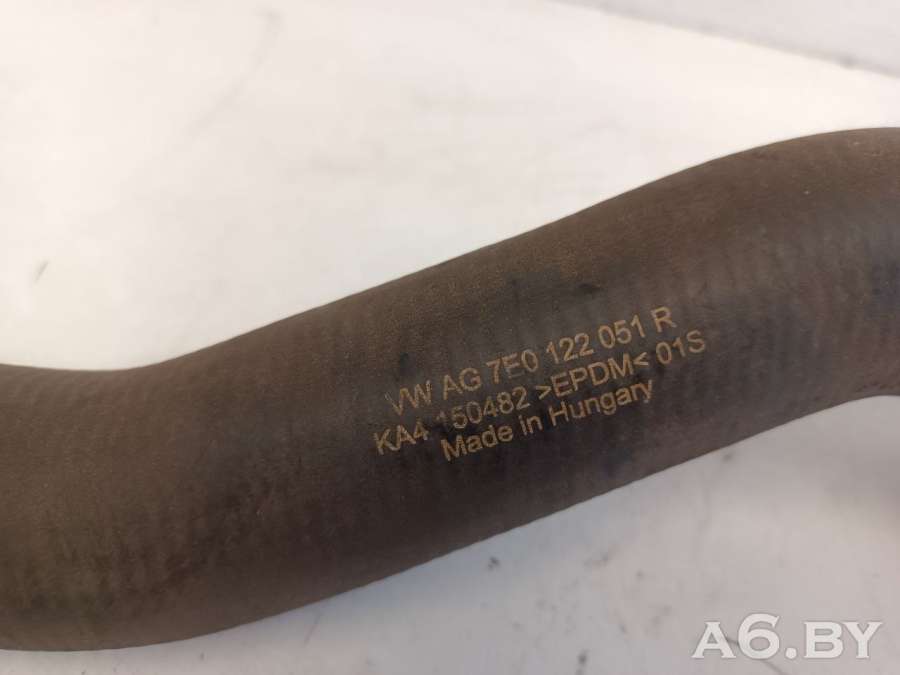 VW AG 7E0 122 051 R
KA4 150482 >EPDM< 01S
Made in Hungary
A6.BY